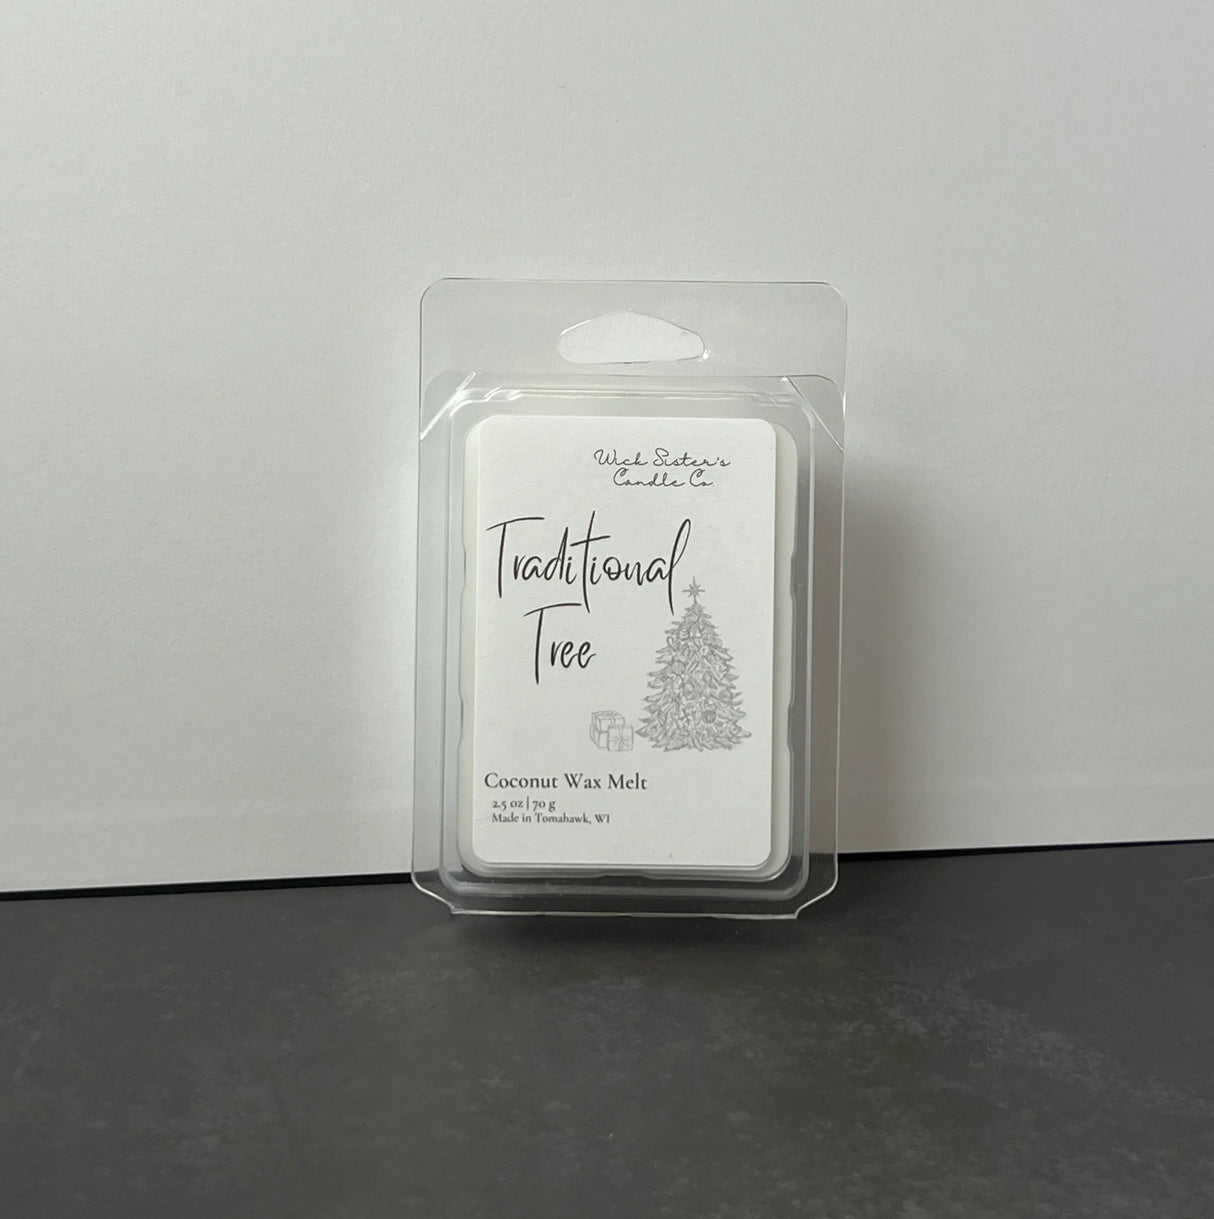 Wick Sister's
Candle Co
Traditional
Tree
Coconut Wax Melt
2.5 oz | 70 g
Made in Tomahawk, WI